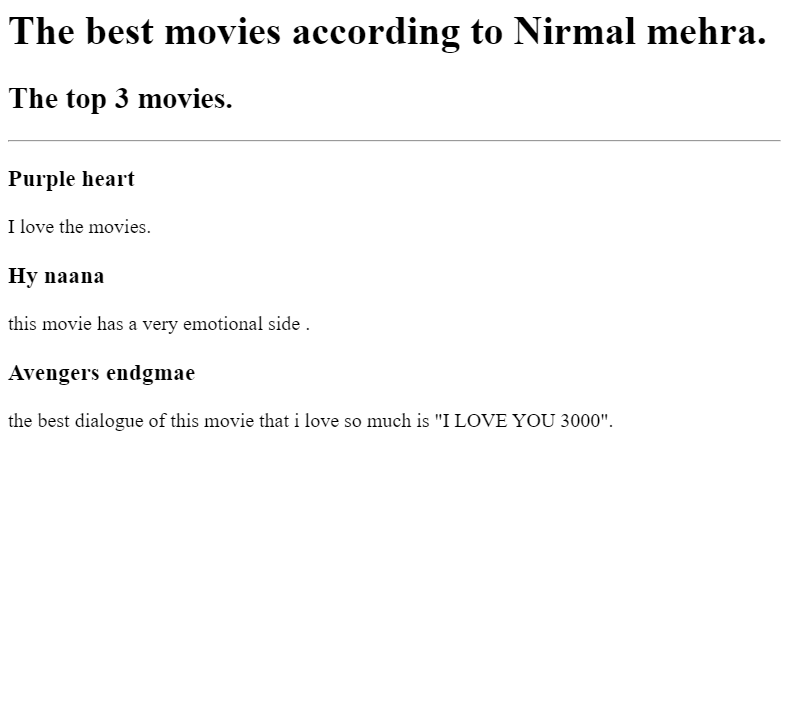 The best movies according to Nirmal mehra.
The top 3 movies.
Purple heart
I love the movies.
Hy naana
this movie has a very emotional side .
Avengers endgmae
the best dialogue of this movie that i love so much is "I LOVE YOU 3000".